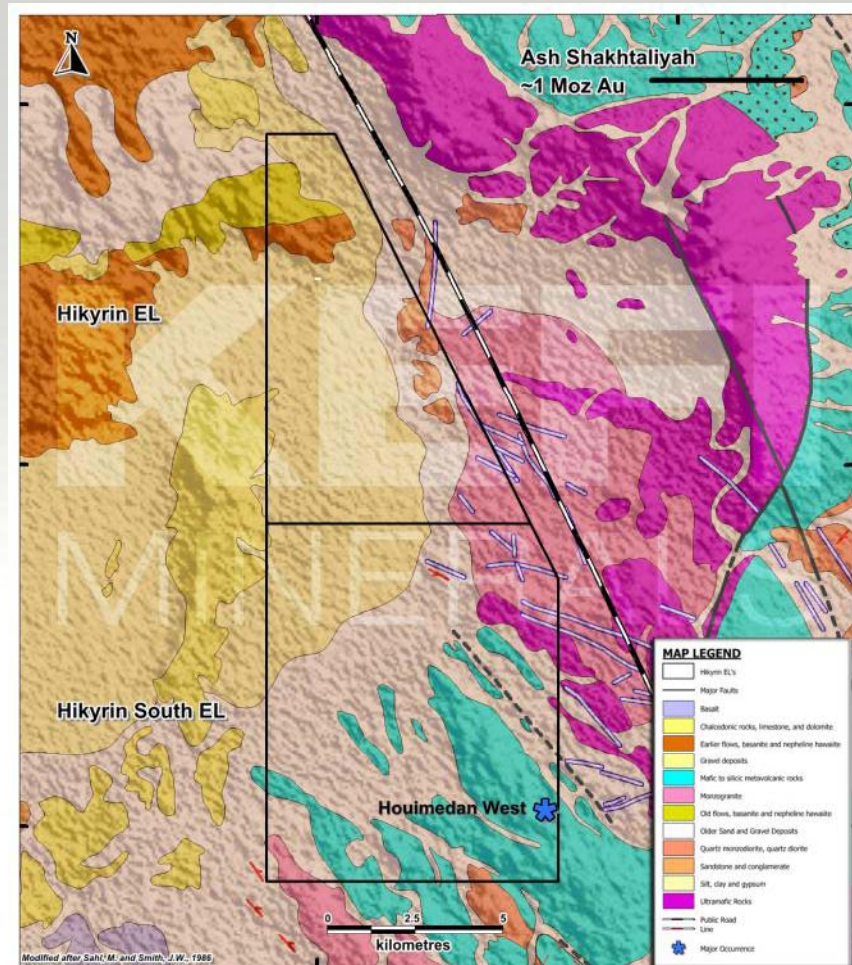 N
Ash Shakhtaliyah
~1 Moz Au
Hikyrin EL
KEFI
MINERALS
Hikyrin South EL
Houimedan West
0 2.5 5
kilometres
Modified after Sahl, M. and Smith, J.W., 1986
MAP LEGEND
Hikyrin EL's
Major Faults
Basalt
Chalcedonic rocks, limestone, and dolomite
Earlier flows, basanite and nepheline hawaiite
Gravel deposits
Mafic to silicic metavolcanic rocks
Monzogranite
Old flows, basanite and nepheline hawaiite
Older Sand and Gravel Deposits
Quartz monzodiorite, quartz diorite
Sandstone and conglomerate
Silt, clay and gypsum
Ultramafic Rocks
Public Road
Line
Major Occurrence